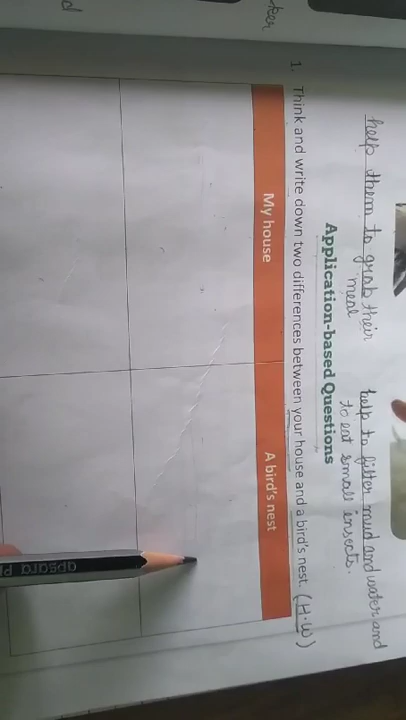 help them to grab their
meal
help to filter mud and water and
to eat small insects.
Application-based Questions
1. Think and write down two differences between your house and a bird's nest. (H.W)
My house
A bird's nest
apsara Pl